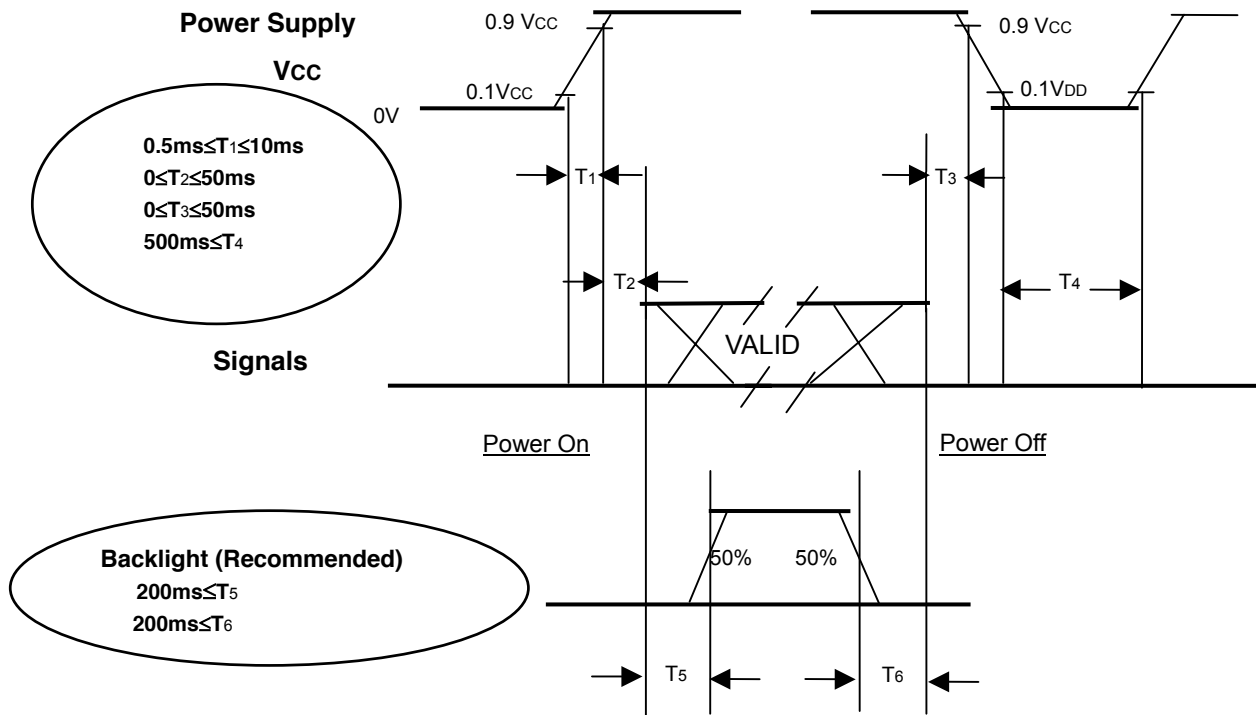 Power Supply
VCC
0.9 VCC
0.1VCC
0V
0.9 VCC
0.1VDD
0.5ms≤T1≤10ms
0≤T2≤50ms
0≤T3≤50ms
500ms≤T4
T1
T3
T2
T4
VALID
Signals
Power On
Power Off
Backlight (Recommended)
200ms≤T5
200ms≤T6
50%
50%
T5
T6